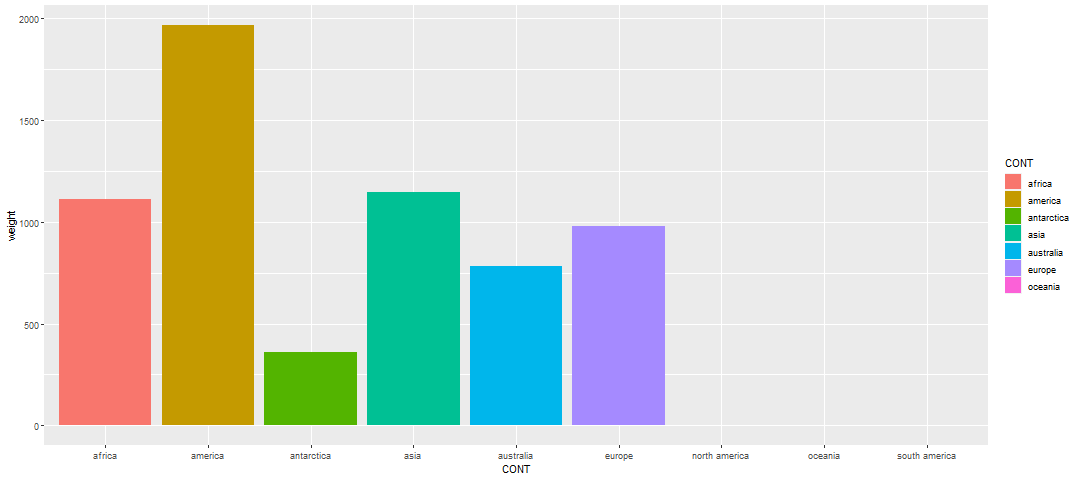 2000
1500
1000
500
0
weight
africa america antarctica asia australia europe north america oceania south america
CONT
CONT
africa
america
antarctica
asia
australia
europe
oceania